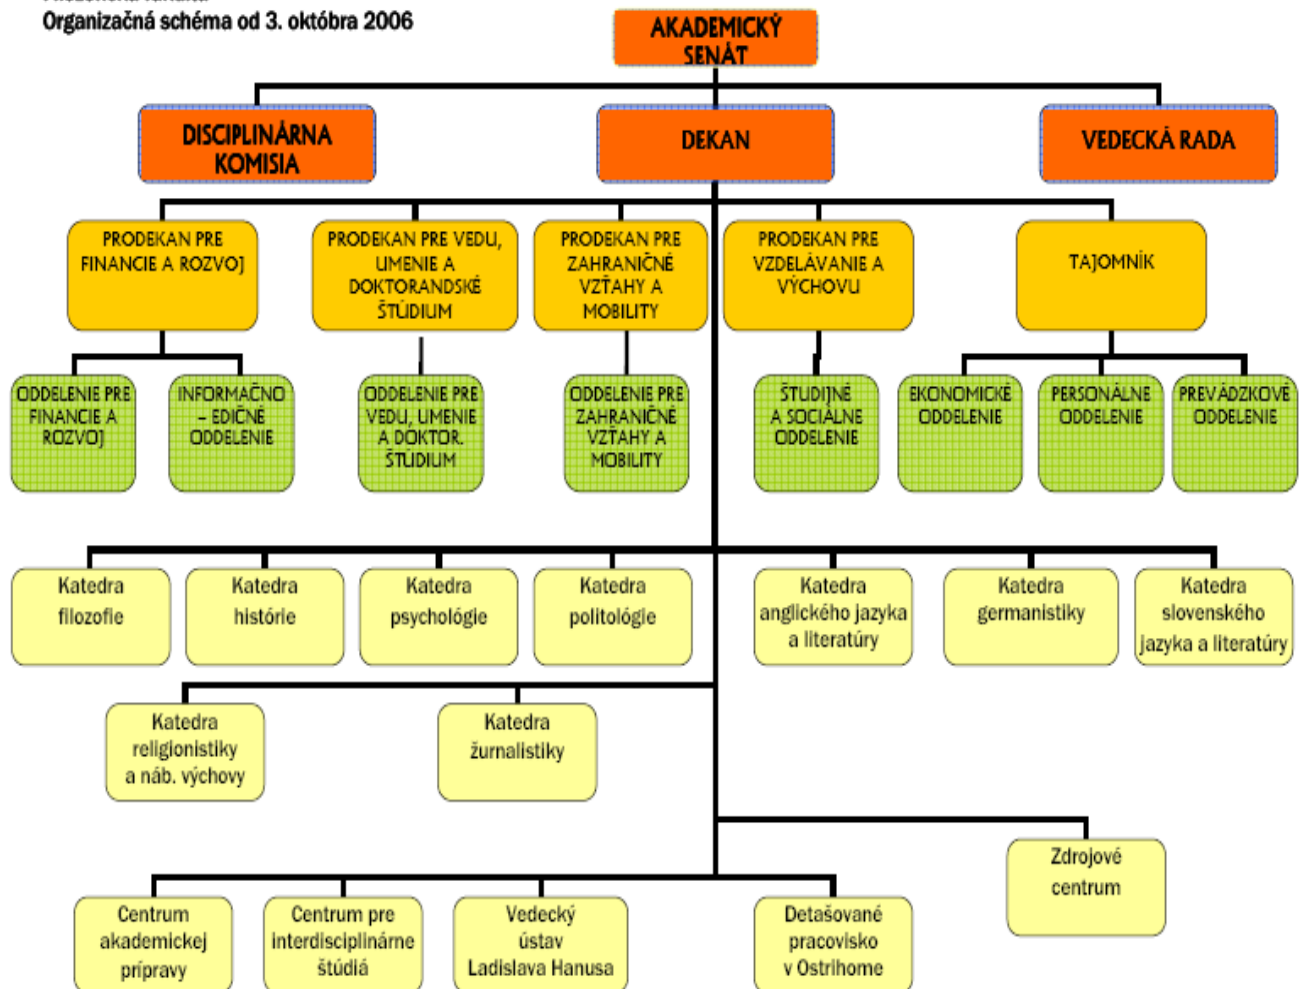 Organizačná schéma od 3. októbra 2006
AKADEMICKÝ
SENÁT
DISCIPLINÁRNA
KOMISIA
DEKAN
VEDECKÁ RADA
PRODEKAN PRE
FINANCIE A ROZVOJ
PRODEKAN PRE VEDU,
UMENIE A
DOKTORANDSKÉ
ŠTÚDIUM
PRODEKAN PRE
ZAHRANIČNÉ
VZŤAHY A
MOBILITY
PRODEKAN PRE
VZDELÁVANIE A
VÝCHOVU
TAJOMNÍK
ODDELENIE PRE
FINANCIE A
ROZVOJ
INFORMAČNO
– EDIČNÉ
ODDELENIE
ODDELENIE PRE
VEDU, UMENIE
A DOKTOR.
ŠTÚDIUM
ODDELENIE PRE
ZAHRANIČNÉ
VZŤAHY A
MOBILITY
ŠTUDIJNÉ
A SOCIÁLNE
ODDELENIE
EKONOMICKÉ
ODDELENIE
PERSONÁLNE
ODDELENIE
PREVÁDZKOVÉ
ODDELENIE
Katedra
filozofie
Katedra
histórie
Katedra
psychológie
Katedra
politológie
Katedra
anglického jazyka
a literatúry
Katedra
germanistiky
Katedra
slovenského
jazyka a literatúry
Katedra
religionistiky
a náb. výchovy
Katedra
žurnalistiky
Zdrojové
centrum
Centrum
akademickej
prípravy
Centrum pre
interdisciplinárne
štúdiá
Vedecký
ústav
Ladislava Hanusa
Detašované
pracovisko
v Ostrihome